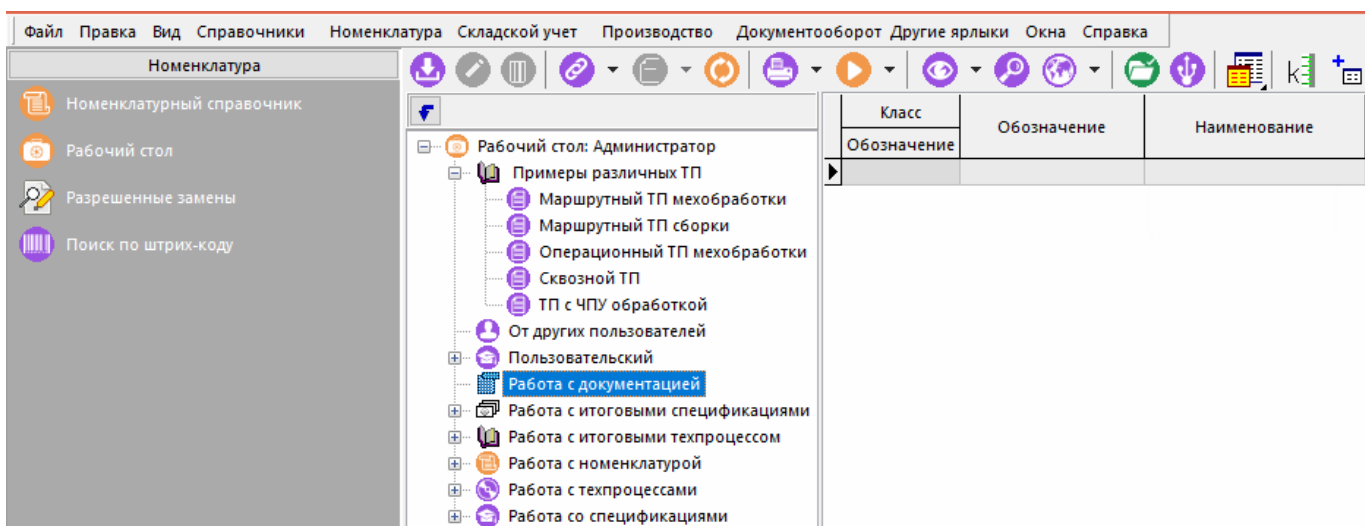 Файл Правка Вид Справочники Номенклатура Складской учет Производство Документооборот Другие ярлыки Окна Справка
Номенклатура
Номенклатурный справочник
Рабочий стол
Разрешенные замены
Поиск по штрих-коду
Рабочий стол: Администратор
Примеры различных ТП
Маршрутный ТП мехобработки
Маршрутный ТП сборки
Операционный ТП мехобработки
Сквозной ТП
ТП с ЧПУ обработкой
От других пользователей
Пользовательский
Работа с документацией
Работа с итоговыми спецификациями
Работа с итоговыми техпроцессом
Работа с номенклатурой
Работа с техпроцессами
Работа со спецификациями
Класс
Обозначение
Обозначение
Наименование